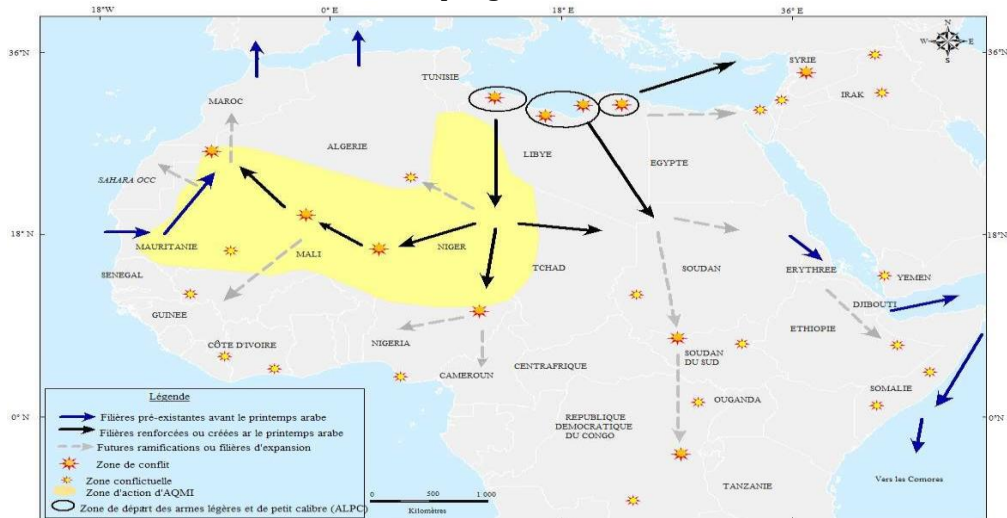 18° W
0° E
18° E
36° E
36° N
N
W
E
S
36° N
SYRIE
TUNISIE
IRAK
MAROC
ALGERIE
LIBYE
EGYPTE
SAHARA OCC
18° N
18° N
MAURITANIE
MALI
NIGER
TCHAD
SOUDAN
ERYTHREE
YEMEN
SENEGAL
DJIBOUTI
GUINEE
ETHIOPIE
CÔTE D'IVOIRE
NIGERIA
SOUDAN
DU SUD
CENTRAFRIQUE
CAMEROUN
SOMALIE
OUGANDA
0° N
0° N
REPUBLIQUE
DEMOCRATIQUE
DU CONGO
TANZANIE
Vers les Comores
Légende
Filières pré-existantes avant le printemps arabe
Filières renforcées ou créées ar le printemps arabe
Futures ramifications ou filières d'expansion
Zone de conflit
Zone conflictuelle
Zone d'action d'AQMI
Zone de départ des armes légères et de petit calibre (ALPC)
0 500 1 000
Kilomètres